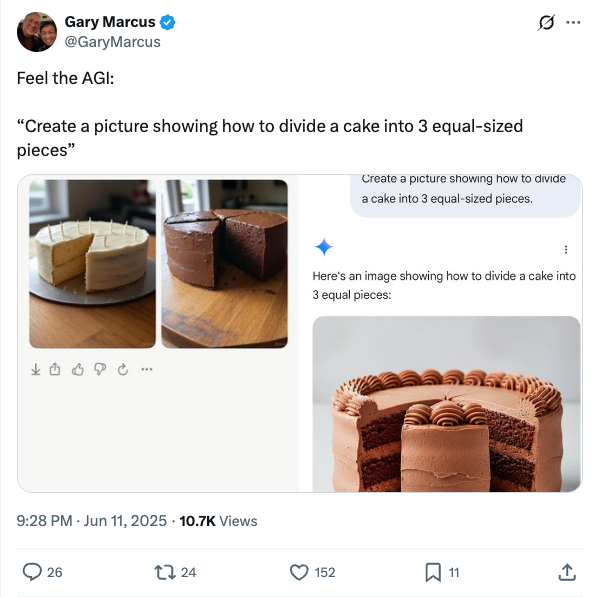 Gary Marcus
@GaryMarcus
Feel the AGI:
“Create a picture showing how to divide a cake into 3 equal-sized
pieces”
Create a picture showing how to divide
a cake into 3 equal-sized pieces.
Here's an image showing how to divide a cake into
3 equal pieces:
9:28 PM · Jun 11, 2025 · 10.7K Views
26
24
152
11